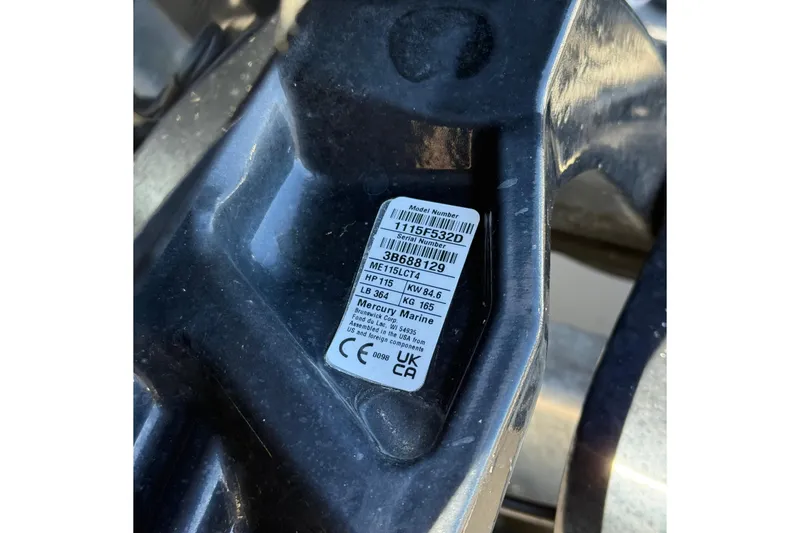 Model Number
1115F532D
Serial Number
3B688129
ME115LCT4
HP 115 KW 84.6
LB 364 KG 165
Mercury Marine
Brunswick Corp.
Fond du Lac, WI 54935
Assembled in the USA from
US and foreign components
CE 0098 UK
CA